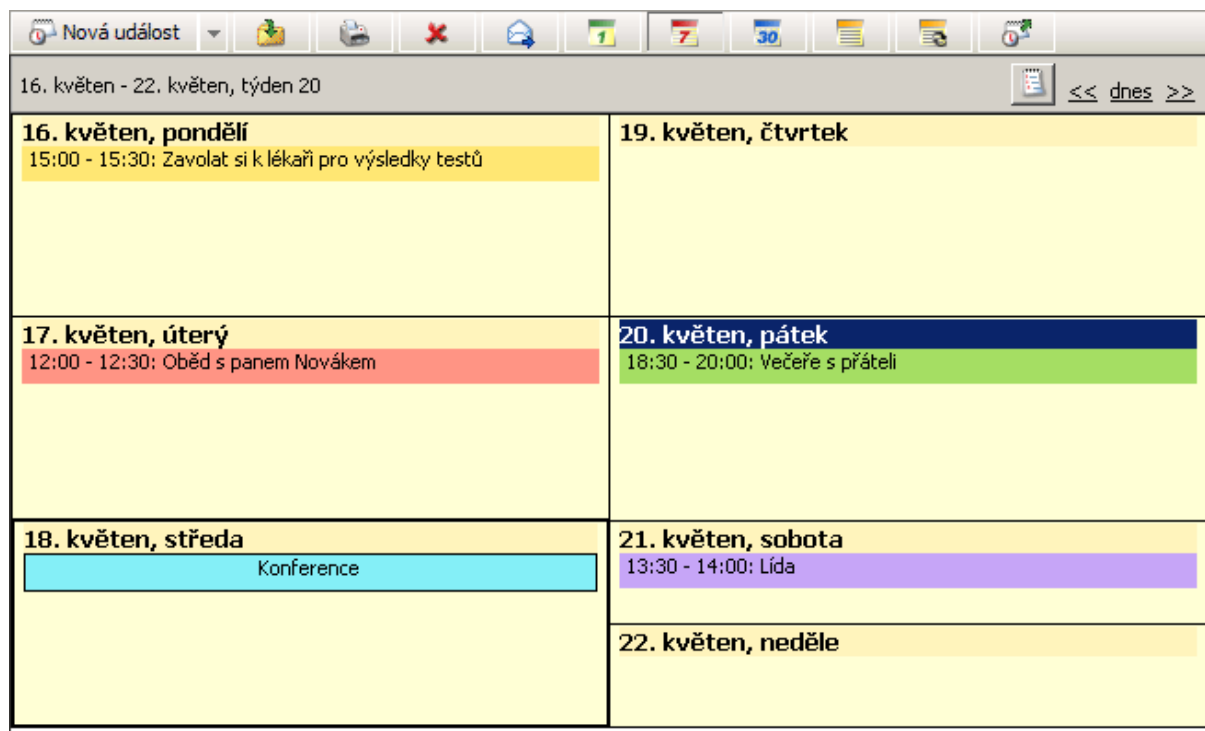 Nová událost
1 7 30
16. květen - 22. květen, týden 20
<< dnes >>
16. květen, pondělí
15:00 - 15:30: Zavolat si k lékaři pro výsledky testů
17. květen, úterý
12:00 - 12:30: Oběd s panem Novákem
18. květen, středa
Konference
19. květen, čtvrtek
20. květen, pátek
18:30 - 20:00: Večeře s přáteli
21. květen, sobota
13:30 - 14:00: Lída
22. květen, neděle